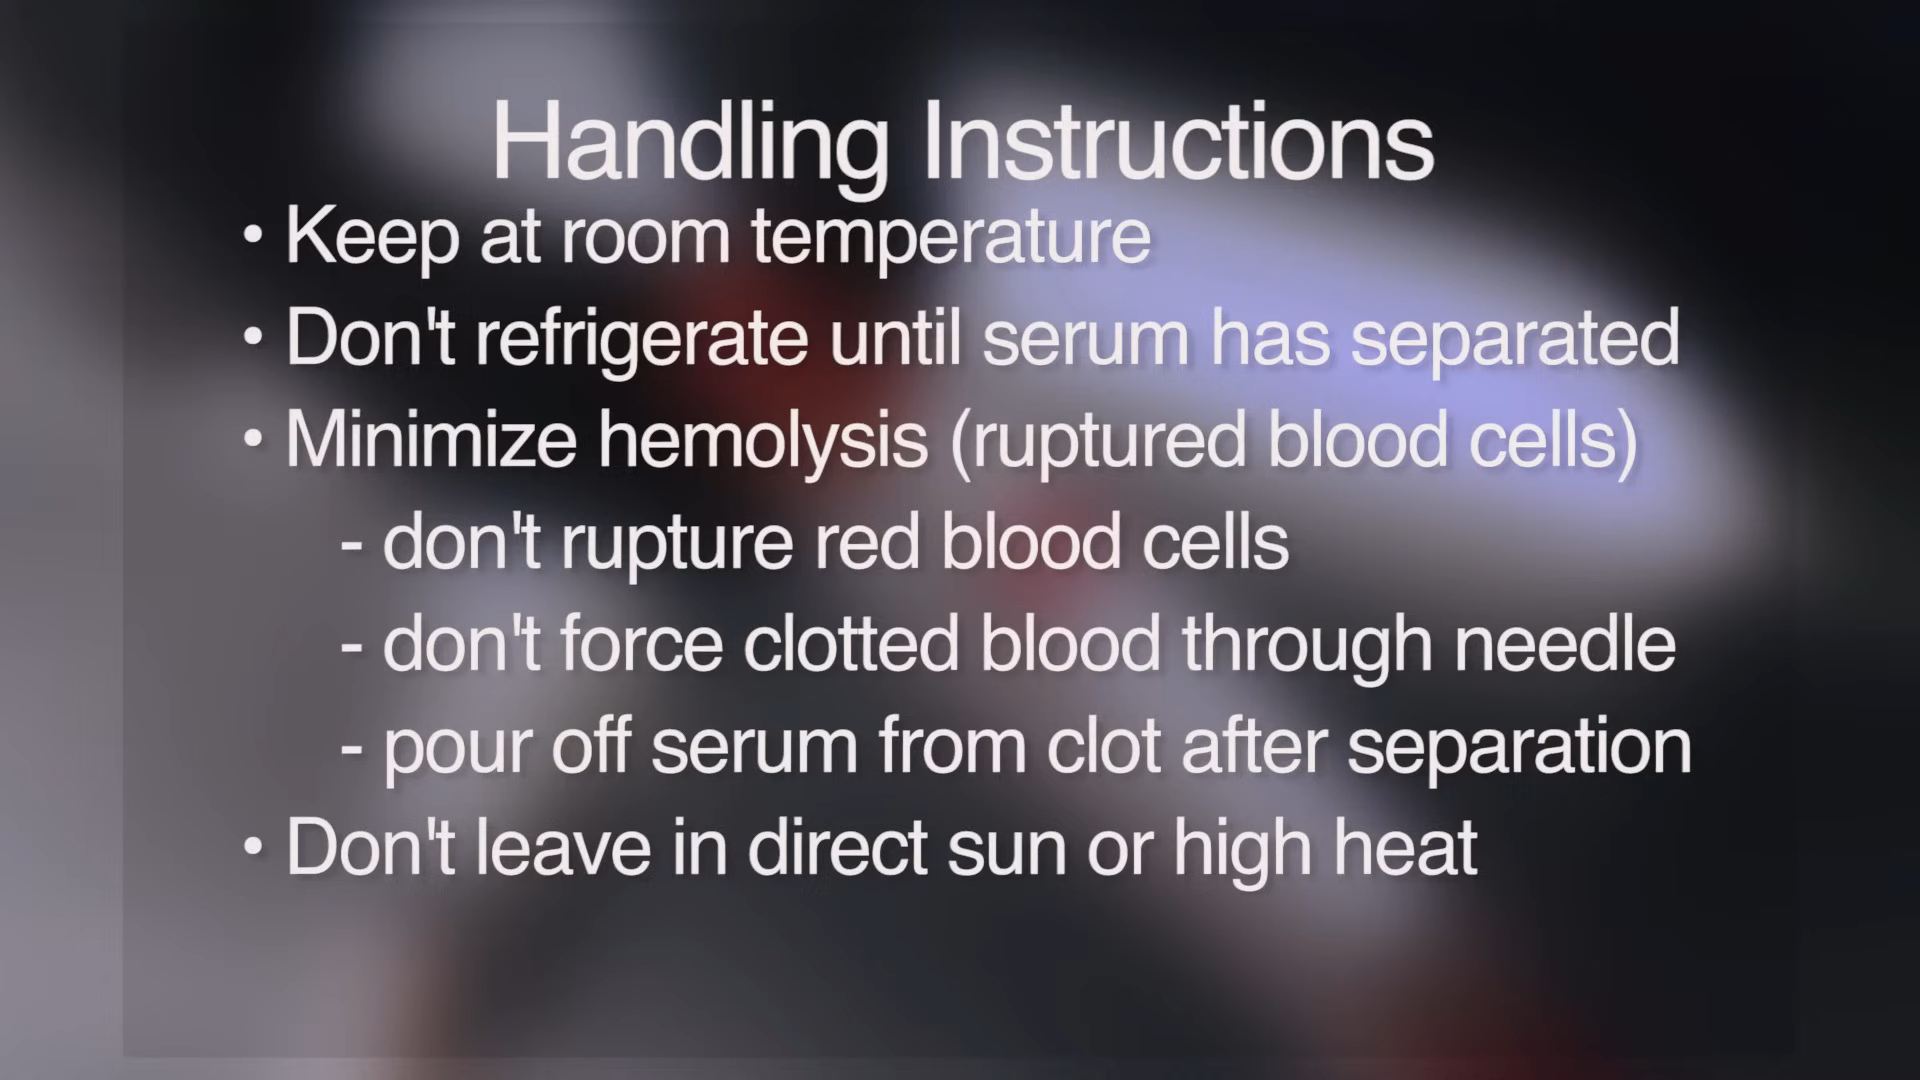 Handling Instructions
• Keep at room temperature
• Don't refrigerate until serum has separated
• Minimize hemolysis (ruptured blood cells)
- don't rupture red blood cells
- don't force clotted blood through needle
- pour off serum from clot after separation
• Don't leave in direct sun or high heat